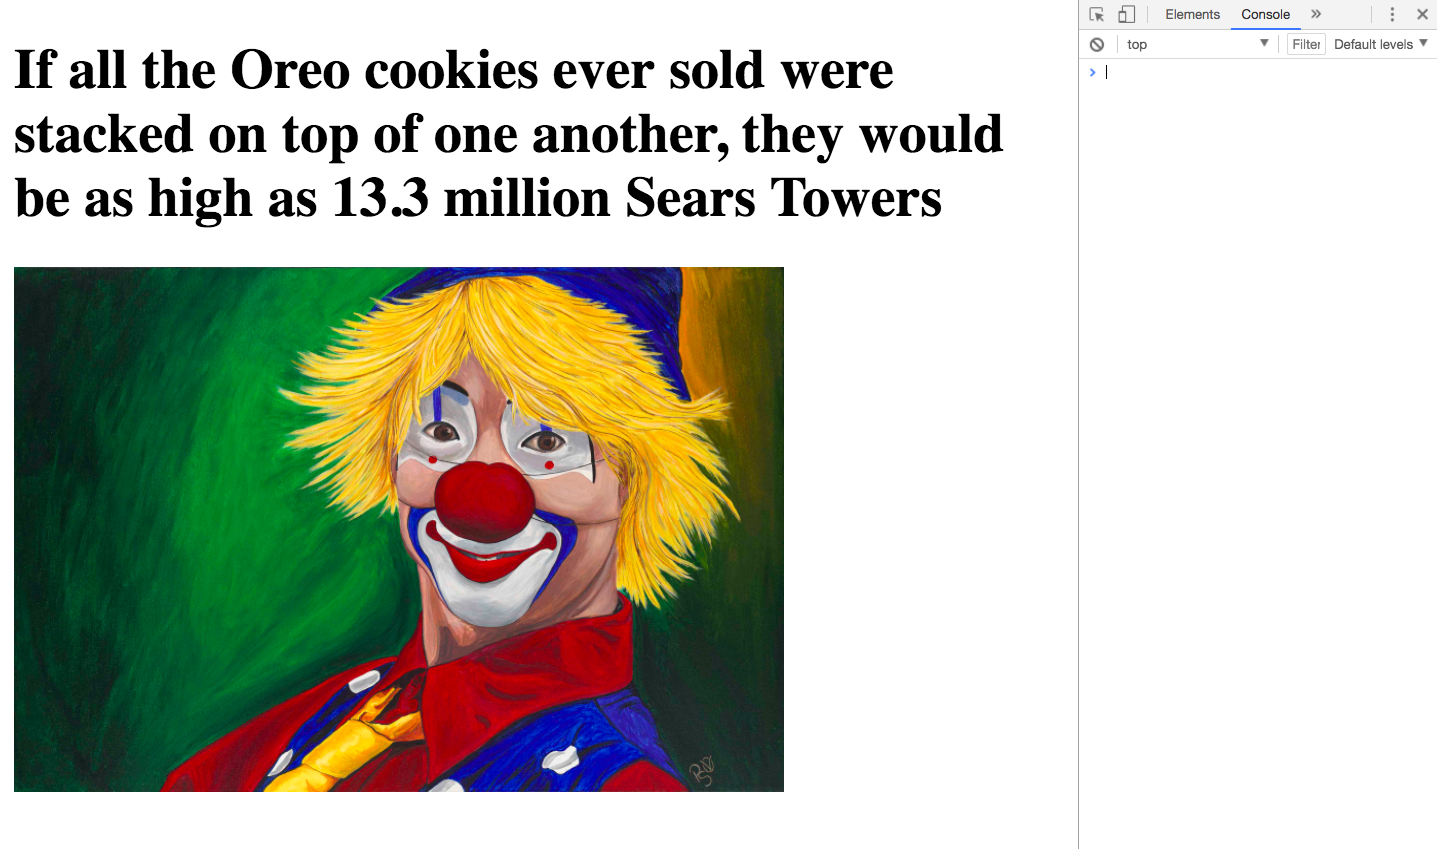 If all the Oreo cookies ever sold were
stacked on top of one another, they would
be as high as 13.3 million Sears Towers
Elements Console »
top Filter Default levels